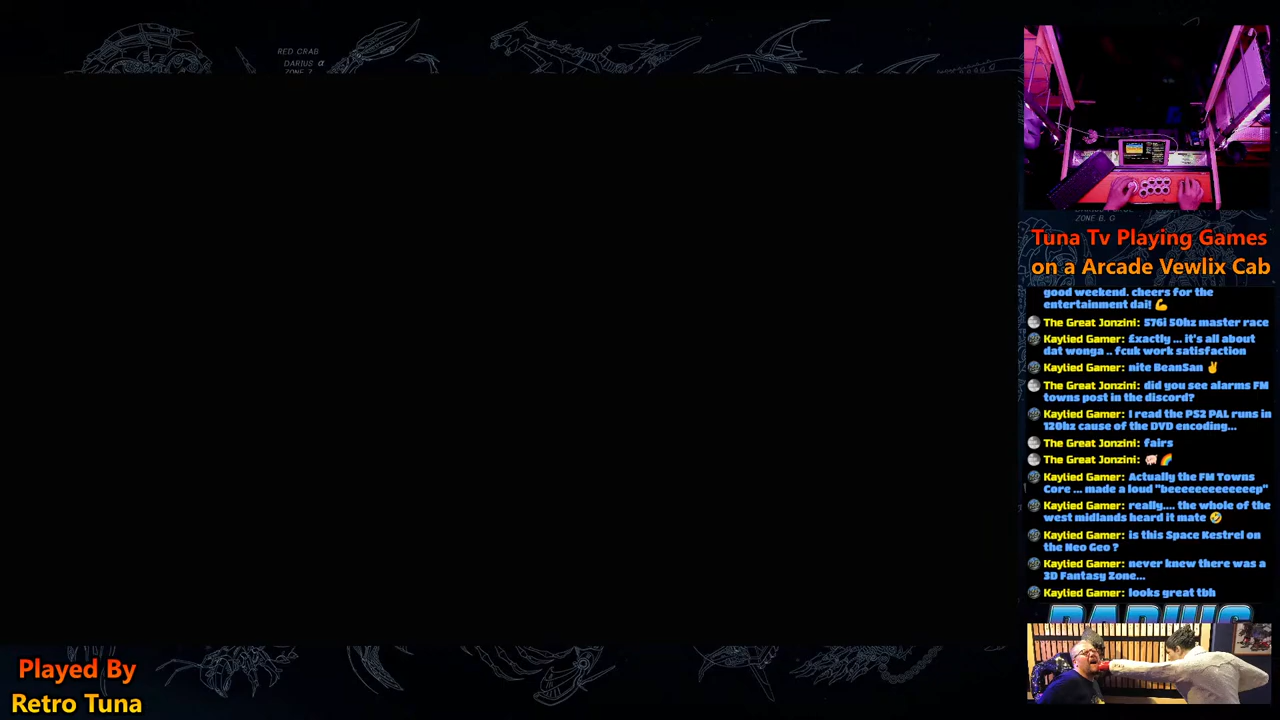 RED CRAB
DARIUS α
ZONE Z
ZONE B, G
Tuna Tv Playing Games
on a Arcade Vewlix Cab
good weekend. cheers for the
entertainment dai! 💪
The Great Jonzini: 576i 50hz master race
Kaylied Gamer: £xactly ... it's all about
dat wonga .. fcuk work satisfaction
Kaylied Gamer: nite BeanSan ✌
The Great Jonzini: did you see alarms FM
towns post in the discord?
Kaylied Gamer: I read the PS2 PAL runs in
120hz cause of the DVD encoding...
The Great Jonzini: fairs
The Great Jonzini: 🐖🌈
Kaylied Gamer: Actually the FM Towns
Core ... made a loud "beeeeeeeeeeeep"
Kaylied Gamer: really.... the whole of the
west midlands heard it mate 🤣
Kaylied Gamer: is this Space Kestrel on
the Neo Geo ?
Kaylied Gamer: never knew there was a
3D Fantasy Zone...
Kaylied Gamer: looks great tbh
DARIUS
Played By
Retro Tuna